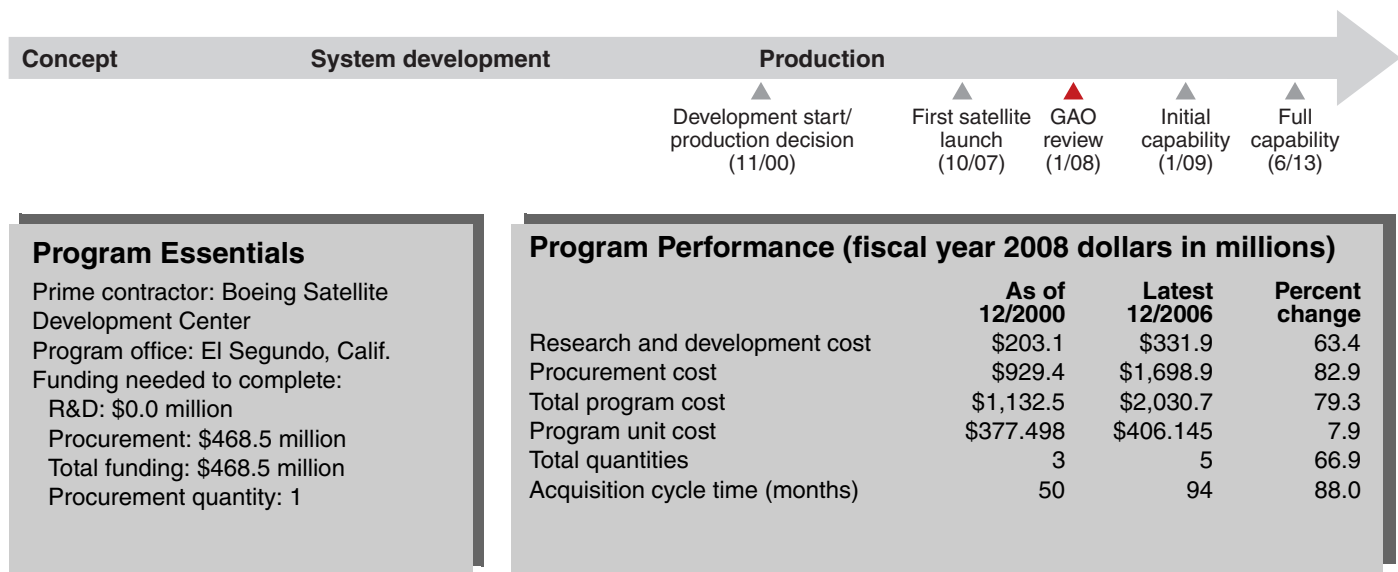 Concept System development Production
Development start/
production decision
(11/00)
First satellite
launch
(10/07)
GAO
review
(1/08)
Initial
capability
(1/09)
Full
capability
(6/13)
Program Essentials
Prime contractor: Boeing Satellite
Development Center
Program office: El Segundo, Calif.
Funding needed to complete:
R&D: $0.0 million
Procurement: $468.5 million
Total funding: $468.5 million
Procurement quantity: 1
Program Performance (fiscal year 2008 dollars in millions)
As of Latest Percent
12/2000 12/2006 change
Research and development cost $203.1 $331.9 63.4
Procurement cost $929.4 $1,698.9 82.9
Total program cost $1,132.5 $2,030.7 79.3
Program unit cost $377.498 $406.145 7.9
Total quantities 3 5 66.9
Acquisition cycle time (months) 50 94 88.0